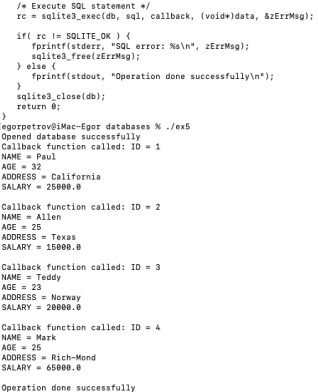 /* Execute SQL statement */
rc = sqlite3_exec(db, sql, callback, (void*)data, &zErrMsg);

if( rc != SQLITE_OK ) {
fprintf(stderr, "SQL error: %s\n", zErrMsg);
sqlite3_free(zErrMsg);
} else {
fprintf(stdout, "Operation done successfully\n");
}
sqlite3_close(db);
return 0;
}
[egorpetrov@iMac-Egor databases % ./ex5
Opened database successfully
Callback function called: ID = 1
NAME = Paul
AGE = 32
ADDRESS = California
SALARY = 25000.0

Callback function called: ID = 2
NAME = Allen
AGE = 25
ADDRESS = Texas
SALARY = 15000.0

Callback function called: ID = 3
NAME = Teddy
AGE = 23
ADDRESS = Norway
SALARY = 20000.0

Callback function called: ID = 4
NAME = Mark
AGE = 25
ADDRESS = Rich-Mond
SALARY = 65000.0

Operation done successfully